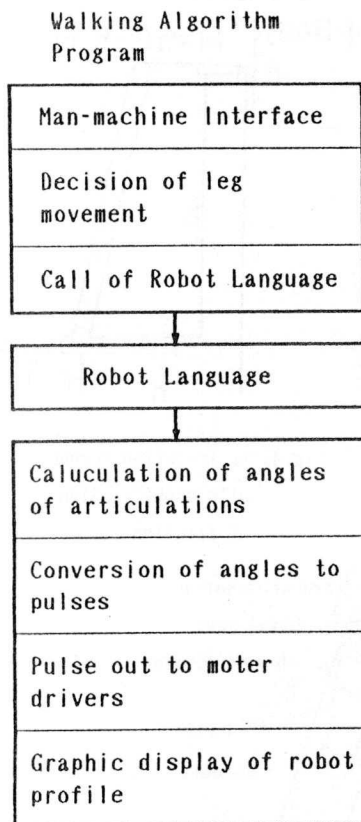 Walking Algorithm
Program
Man-machine Interface
Decision of leg
movement
Call of Robot Language
Robot Language
Caluculation of angles
of articulations
Conversion of angles to
pulses
Pulse out to moter
drivers
Graphic display of robot
profile